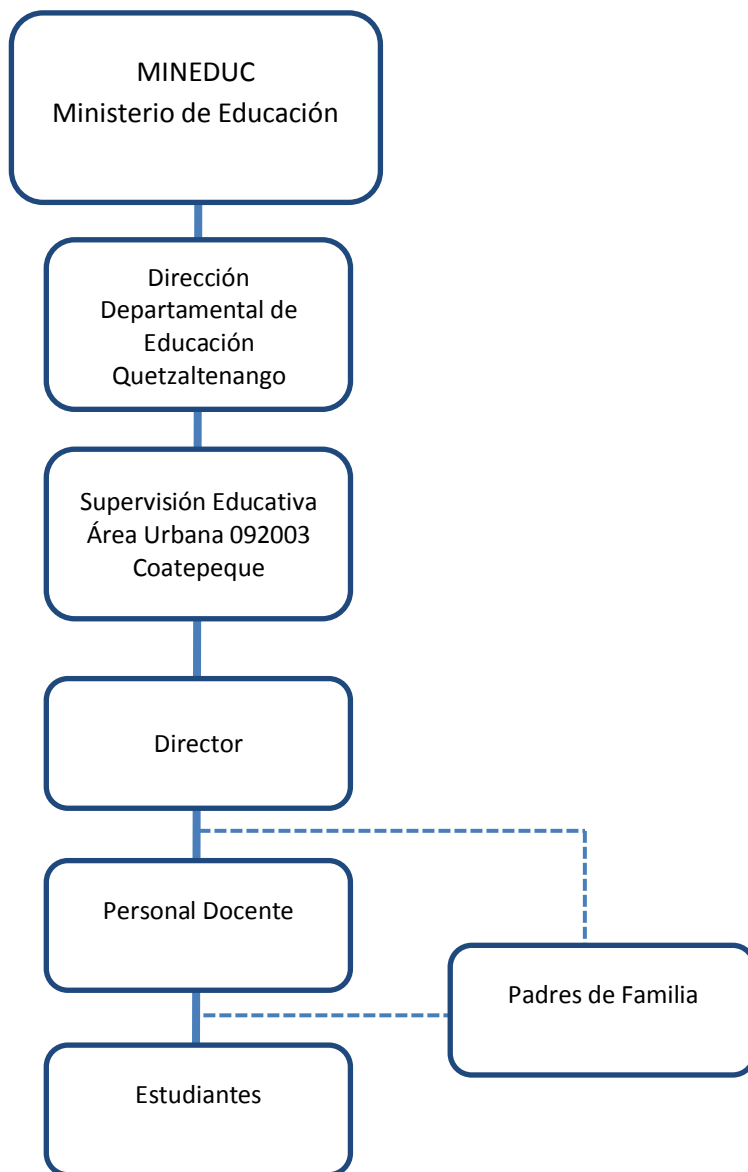 MINEDUC
Ministerio de Educación
Dirección
Departamental de
Educación
Quetzaltenango
Supervisión Educativa
Área Urbana 092003
Coatepeque
Director
Personal Docente
Padres de Familia
Estudiantes